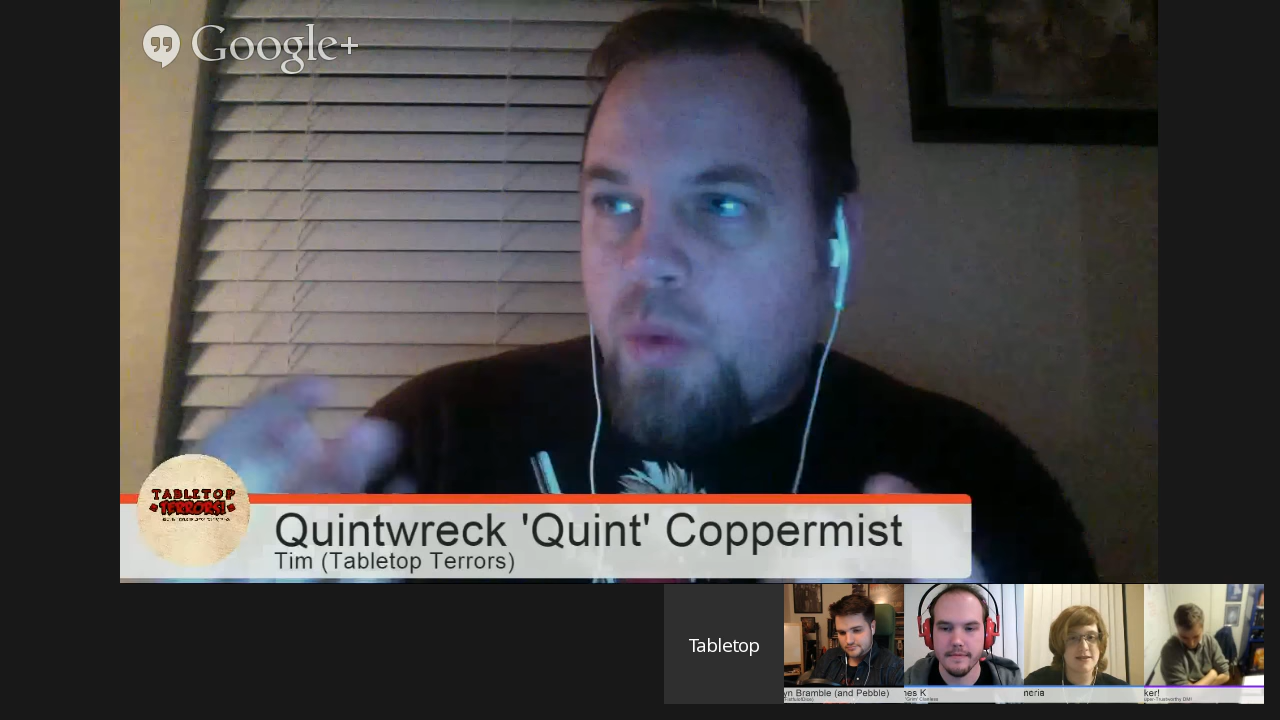 Google+
TABLETOP
TERRORS!
Quintwreck 'Quint' Coppermist
Tim (Tabletop Terrors)
Tabletop
yn Bramble (and Pebble)
nes K
neria
ker!